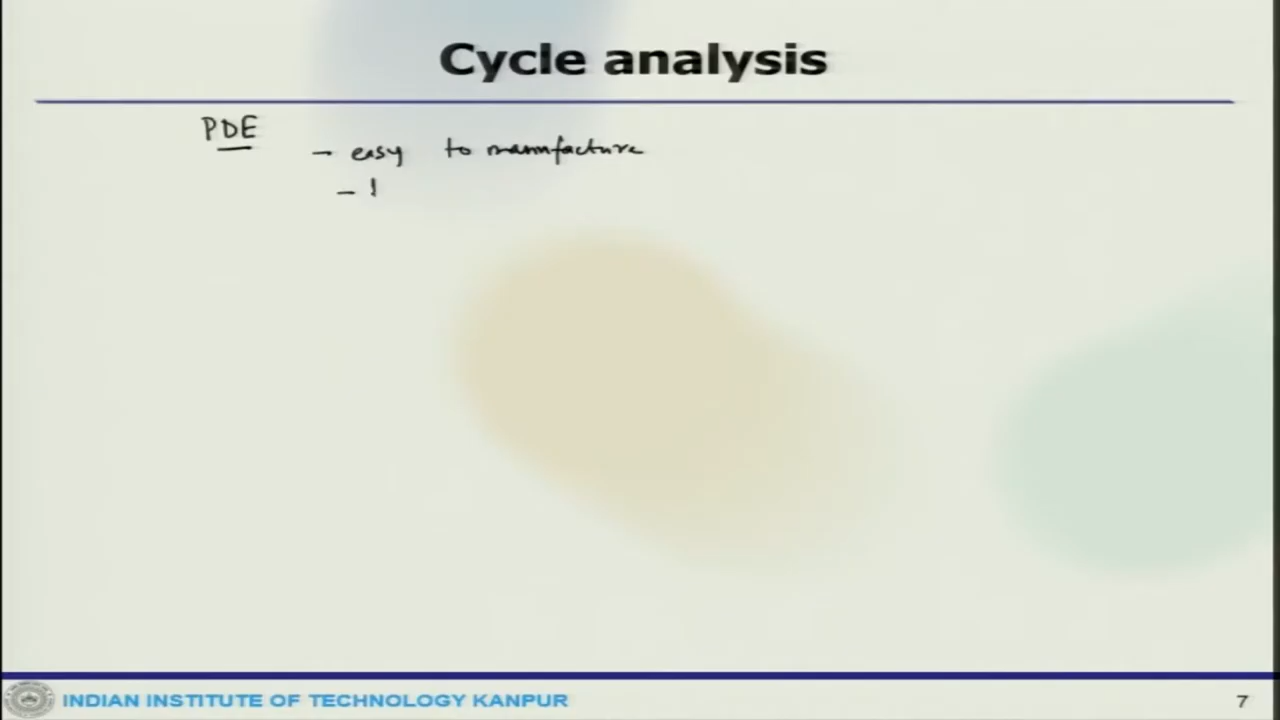 Cycle analysis
PDE
- easy to manufacture
-
INDIAN INSTITUTE OF TECHNOLOGY KANPUR
7